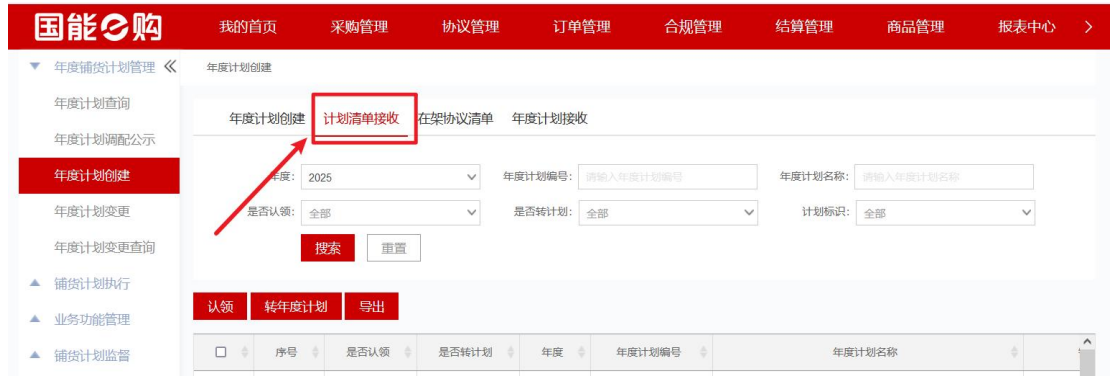 国能e购 我的首页 采购管理 协议管理 订单管理 合规管理 结算管理 商品管理 报表中心 >
年度铺货计划管理 年度计划创建
年度计划查询
年度计划调配公示
年度计划创建
年度计划变更
年度计划变更查询
铺货计划执行
业务功能管理
铺货计划监督
年度计划创建 计划清单接收 在架协议清单 年度计划接收
年度: 2025 年度计划编号: 请输入年度计划编号 年度计划名称: 请输入年度计划名称
是否认领: 全部 是否转计划: 全部 计划标识: 全部
搜索 重置
认领 转年度计划 导出
序号 是否认领 是否转计划 年度 年度计划编号 年度计划名称